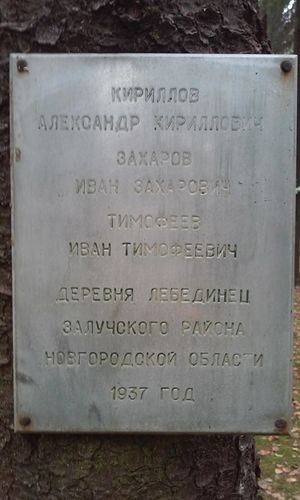 КИРИЛЛОВ
АЛЕКСАНДР КИРИЛЛОВИЧ
ЗАХАРОВ
ИВАН ЗАХАРОВИЧ
ТИМОФЕЕВ
ИВАН ТИМОФЕЕВИЧ
ДЕРЕВНЯ ЛЕБЕДИНЕЦ
ЗАЛУЧСКОГО РАЙОНА
НОВГОРОДСКОЙ ОБЛАСТИ
1937 ГОД